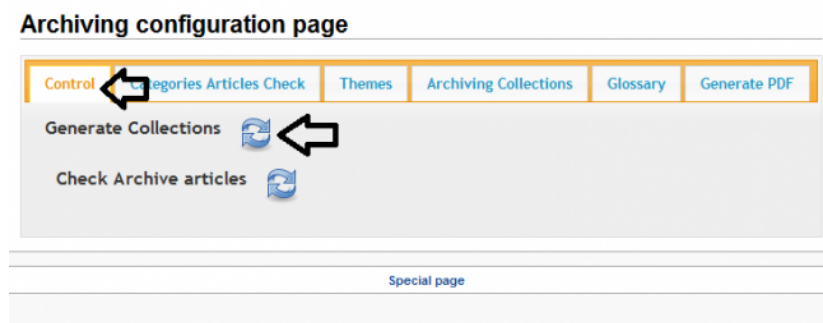 Archiving configuration page
Control Categories Articles Check Themes Archiving Collections Glossary Generate PDF
Generate Collections
Check Archive articles
Special page